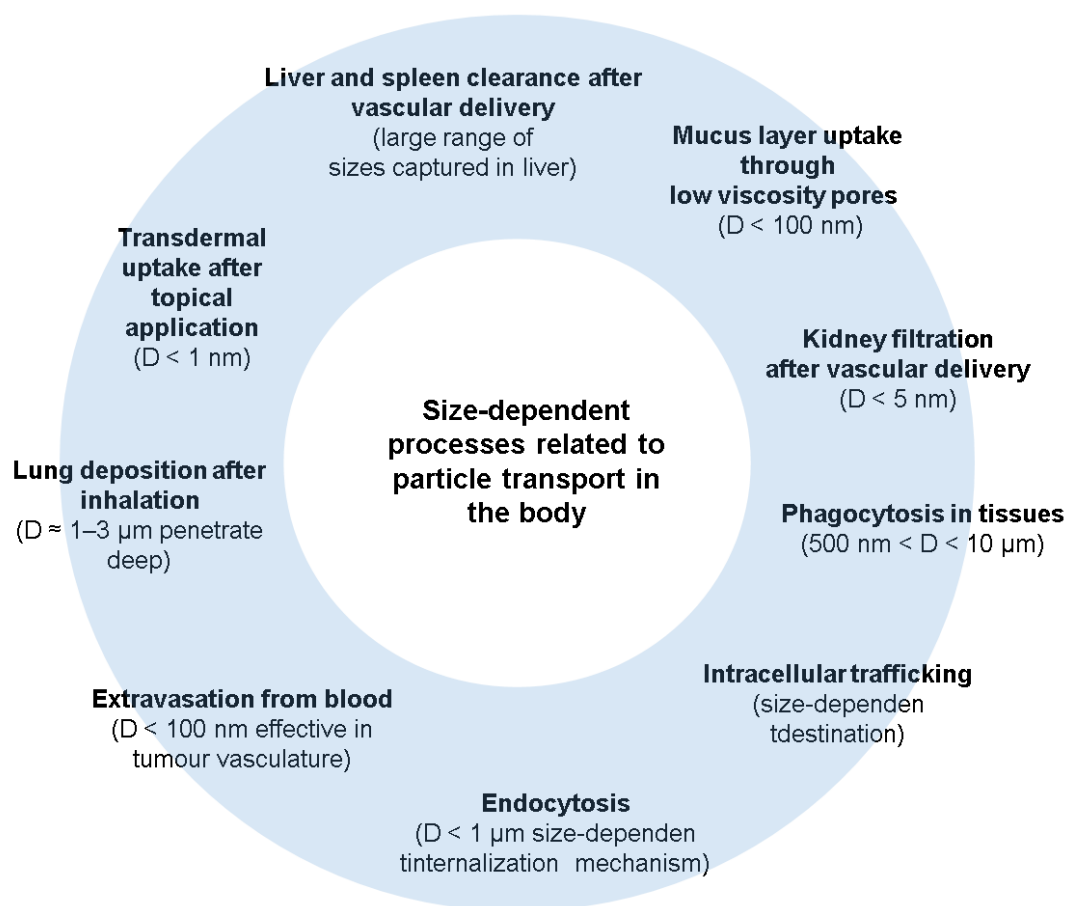 Liver and spleen clearance after
vascular delivery
(large range of
sizes captured in liver)
Mucus layer uptake
through
low viscosity pores
(D < 100 nm)
Kidney filtration
after vascular delivery
(D < 5 nm)
Phagocytosis in tissues
(500 nm < D < 10 µm)
Intracellular trafficking
(size-dependen
tdestination)
Endocytosis
(D < 1 µm size-dependen
tinternalization mechanism)
Extravasation from blood
(D < 100 nm effective in
tumour vasculature)
Lung deposition after
inhalation
(D ≈ 1–3 µm penetrate
deep)
Transdermal
uptake after
topical
application
(D < 1 nm)
Size-dependent
processes related to
particle transport in
the body